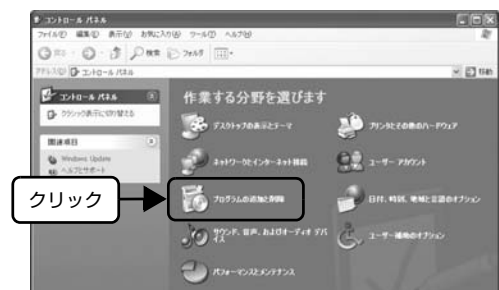 コントロール パネル
ファイル(F) 編集(E) 表示(V) お気に入り(A) ツール(T) ヘルプ(H)
戻る 検索 フォルダ
アドレス(D) コントロール パネル 移動
コントロール パネル
クラシック表示に切り替える
関連項目
Windows Update
ヘルプとサポート
作業する分野を選びます
デスクトップの表示とテーマ
プリンタとその他のハードウェア
ネットワークとインターネット接続
ユーザー アカウント
クリック
プログラムの追加と削除
日付、時刻、地域と言語のオプション
サウンド、音声、およびオーディオ デバイス
ユーザー補助のオプション
パフォーマンスとメンテナンス